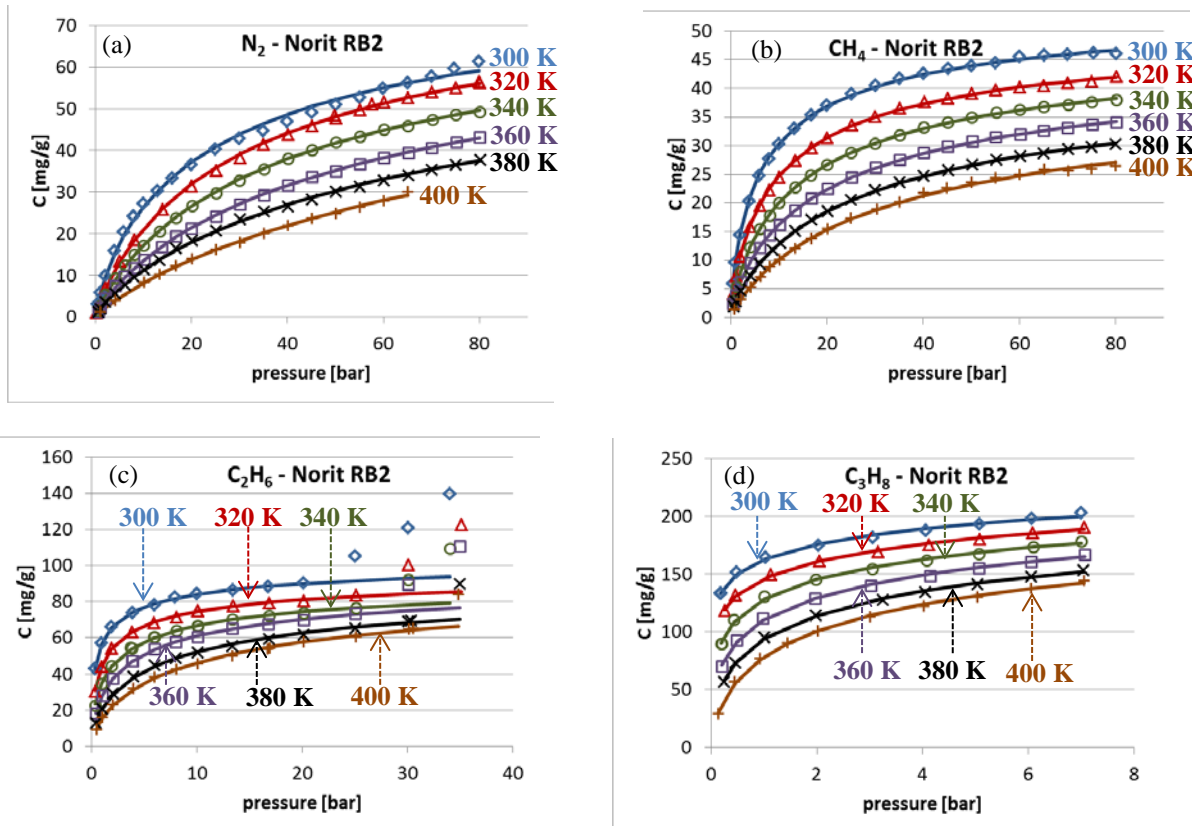 (a) N2 - Norit RB2
C [mg/g]
70
60
50
40
30
20
10
0
0 20 40 60 80
pressure [bar]
300 K
320 K
340 K
360 K
380 K
400 K
(b) CH4 - Norit RB2
C [mg/g]
50
45
40
35
30
25
20
15
10
5
0
0 20 40 60 80
pressure [bar]
300 K
320 K
340 K
360 K
380 K
400 K
(c) C2H6 - Norit RB2
C [mg/g]
160
140
120
100
80
60
40
20
0
0 10 20 30 40
pressure [bar]
300 K 320 K 340 K
360 K 380 K 400 K
(d) C3H8 - Norit RB2
C [mg/g]
250
200
150
100
50
0
0 2 4 6 8
pressure [bar]
300 K 320 K 340 K
360 K 380 K 400 K